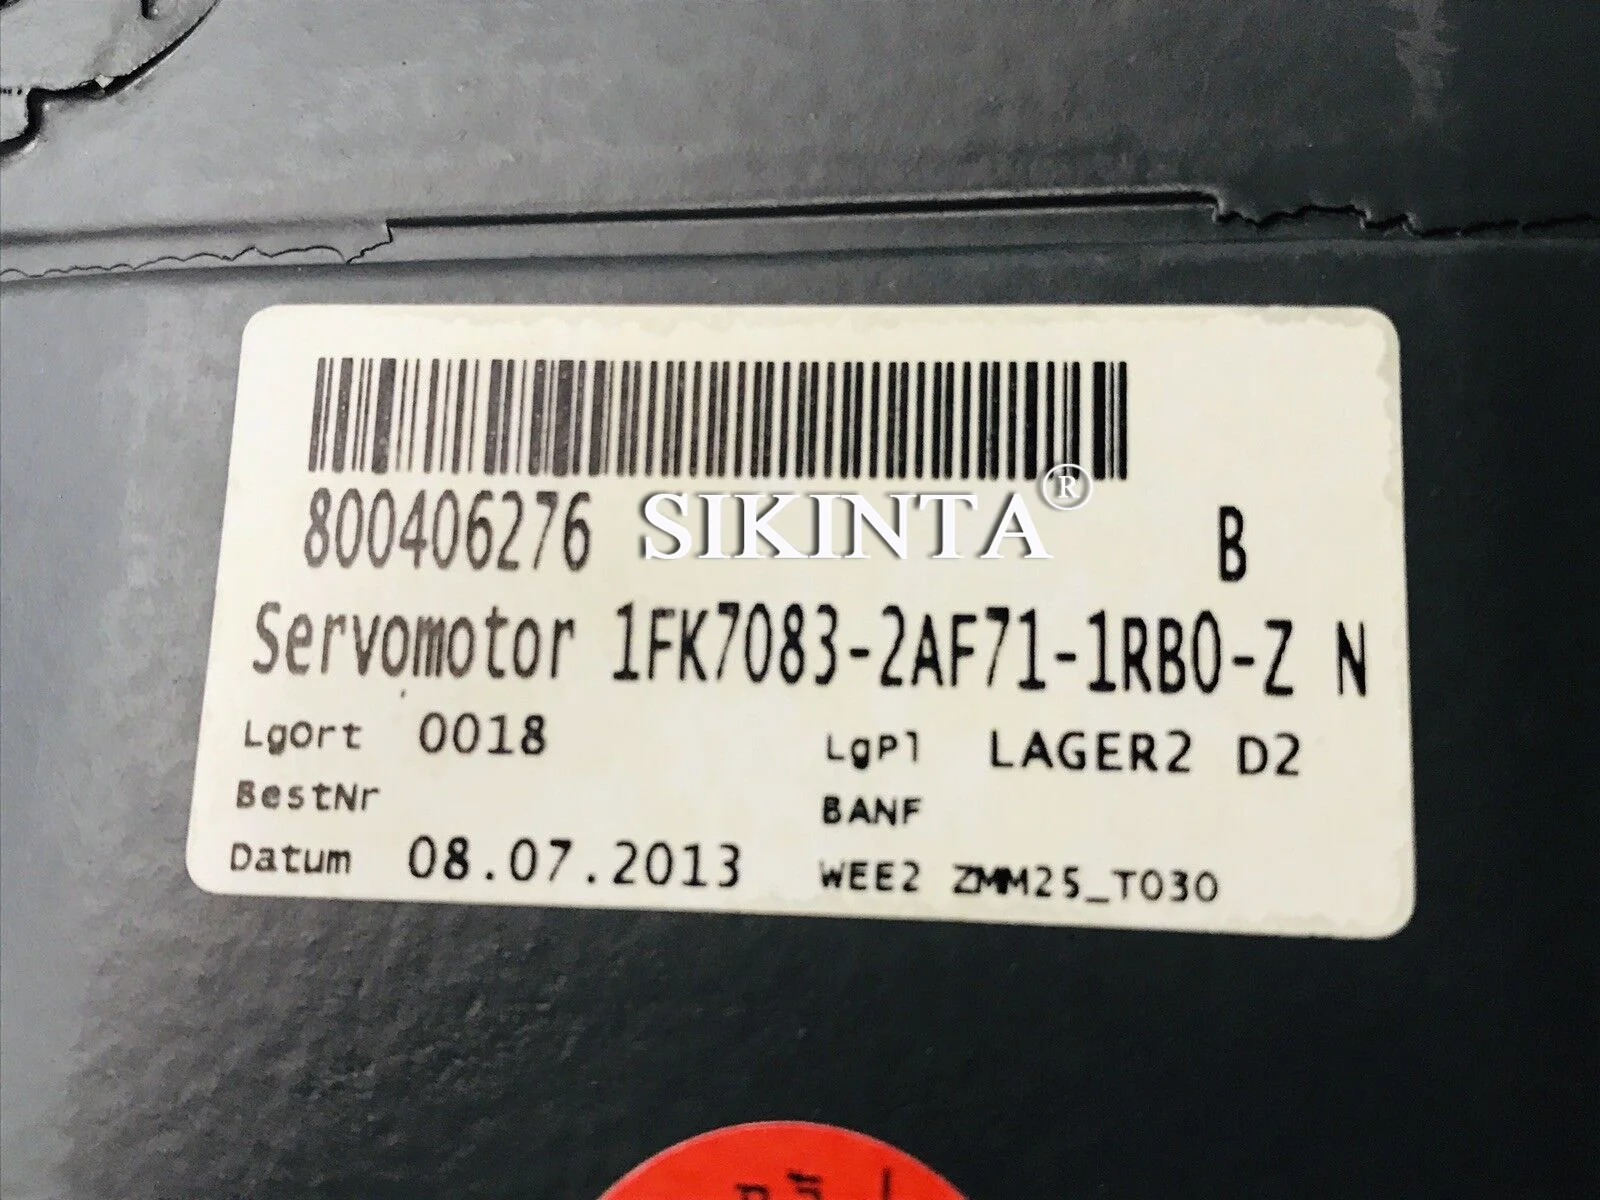 800406276 SIKINTA® B
Servomotor 1FK7083-2AF71-1RB0-Z N
LgOrt 0018 LgPl LAGER2 D2
BestNr BANF
Datum 08.07.2013 WEE2 ZMM25_T030